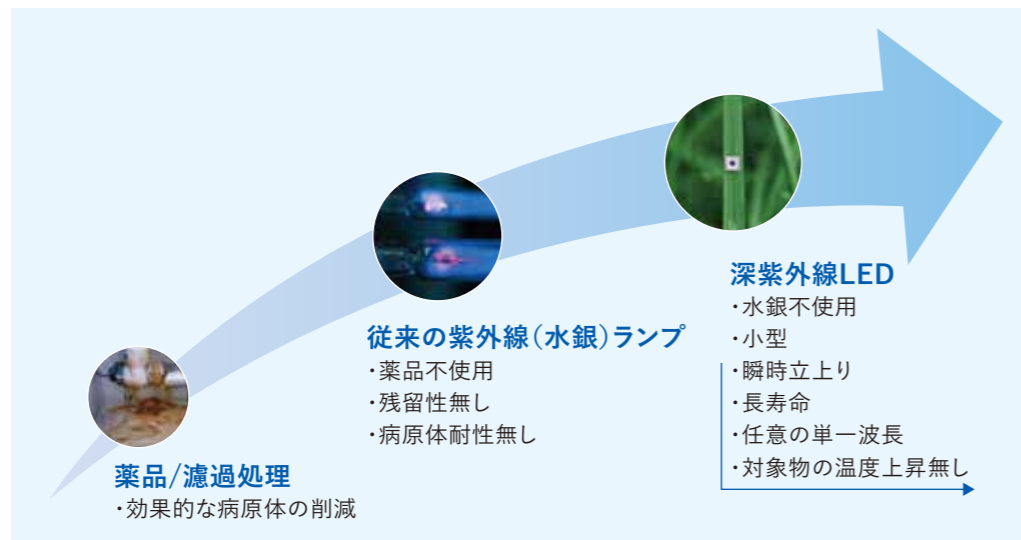 薬品/濾過処理
・効果的な病原体の削減
従来の紫外線(水銀)ランプ
・薬品不使用
・残留性無し
・病原体耐性無し
深紫外線LED
・水銀不使用
・小型
・瞬時立上り
・長寿命
・任意の単一波長
・対象物の温度上昇無し